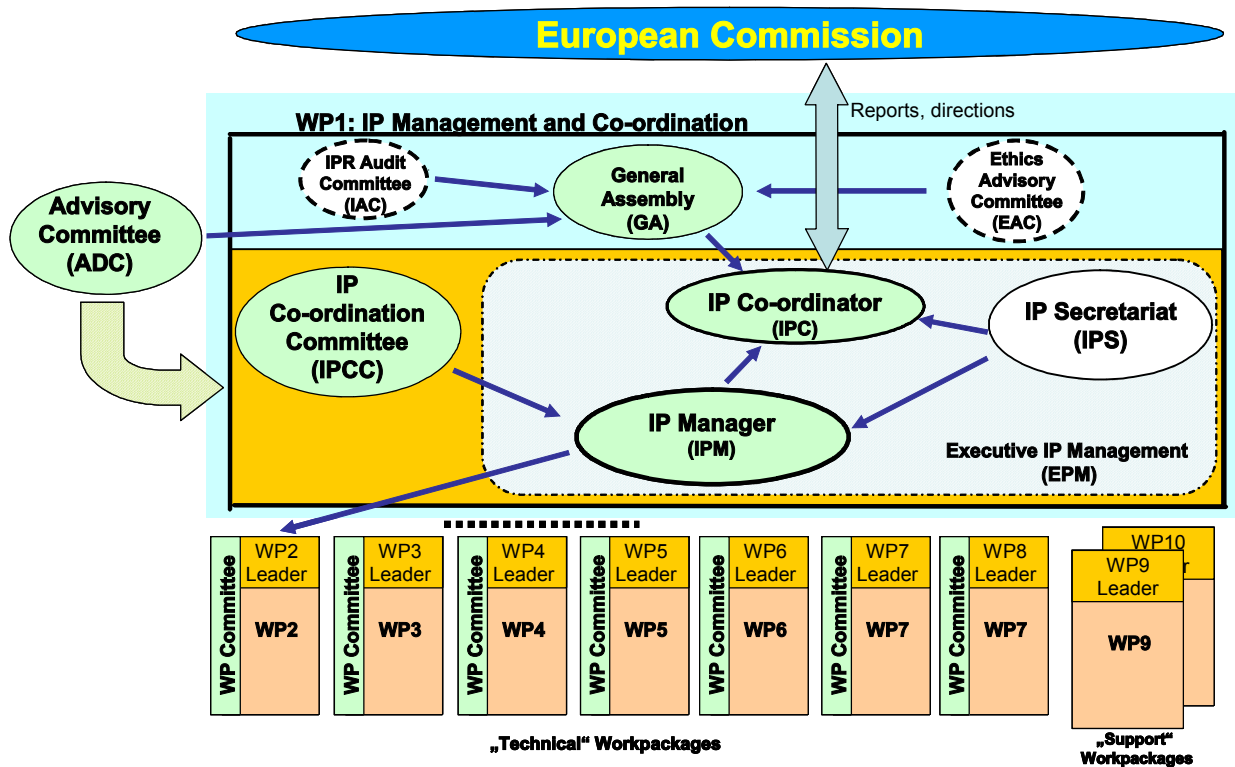 European Commission
Reports, directions
WP1: IP Management and Co-ordination
IPR Audit
Committee
(IAC)
General
Assembly
(GA)
Ethics
Advisory
Committee
(EAC)
Advisory
Committee
(ADC)
IP
Co-ordination
Committee
(IPCC)
IP Co-ordinator
(IPC)
IP Secretariat
(IPS)
IP Manager
(IPM)
Executive IP Management
(EPM)
WP Committee
WP2
Leader
WP2
WP Committee
WP3
Leader
WP3
WP Committee
WP4
Leader
WP4
WP Committee
WP5
Leader
WP5
WP Committee
WP6
Leader
WP6
WP Committee
WP7
Leader
WP7
WP Committee
WP8
Leader
WP7
WP10
WP9
Leader
WP9
„Technical“ Workpackages
„Support“
Workpackages